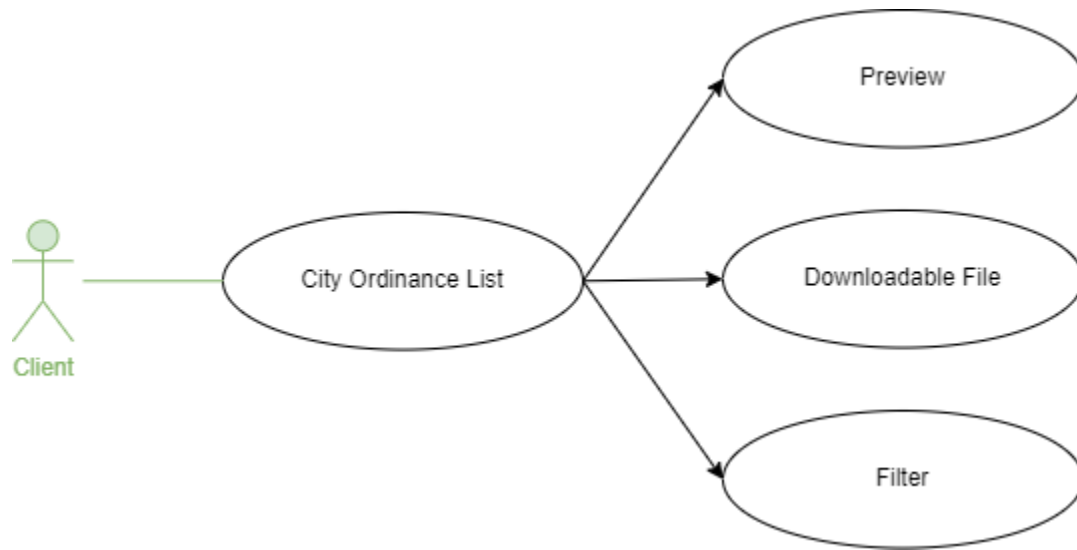 Preview
City Ordinance List
Downloadable File
Client
Filter